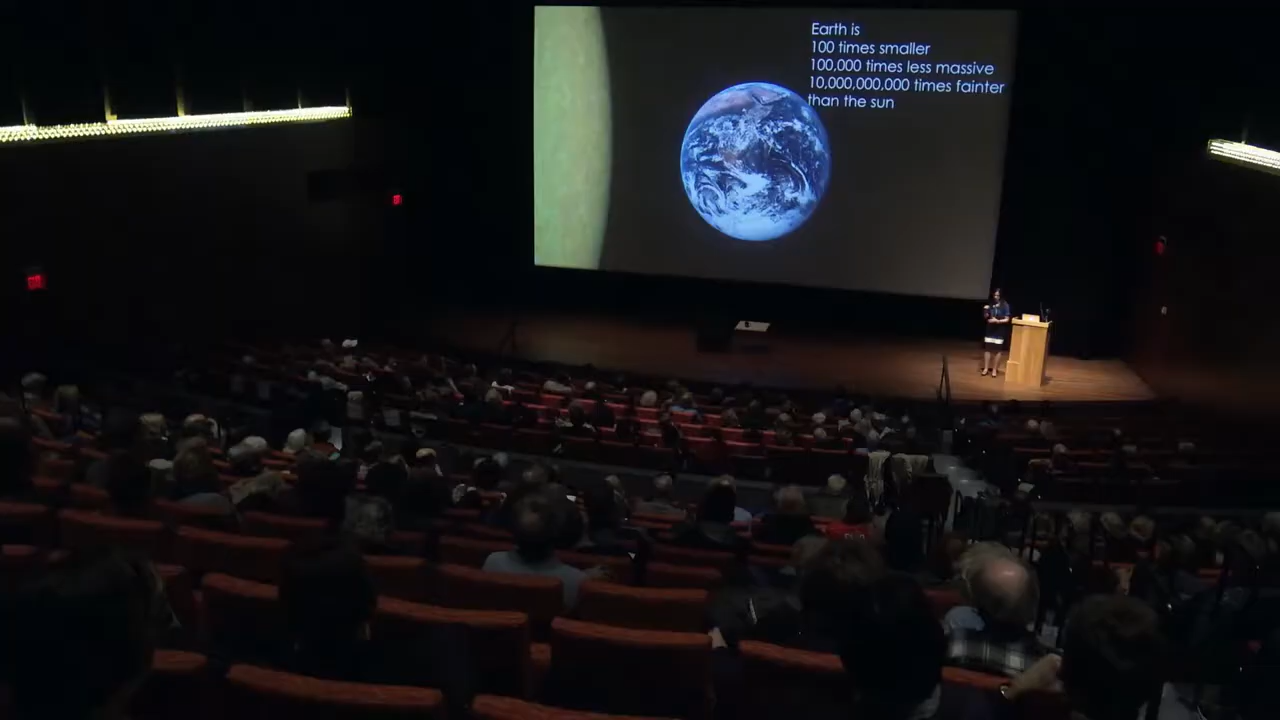 Earth is
100 times smaller
100,000 times less massive
10,000,000,000 times fainter
than the sun